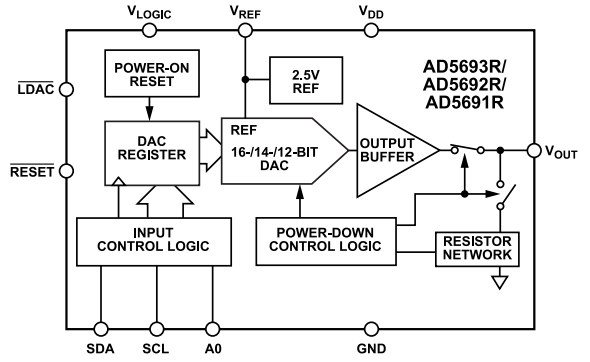 VLOGIC
VREF
VDD
POWER-ON
RESET
2.5V
REF
AD5693R/
AD5692R/
AD5691R
LDAC
DAC
REGISTER
REF
16-/14-/12-BIT
DAC
OUTPUT
BUFFER
VOUT
RESET
INPUT
CONTROL LOGIC
POWER-DOWN
CONTROL LOGIC
RESISTOR
NETWORK
SDA
SCL
A0
GND